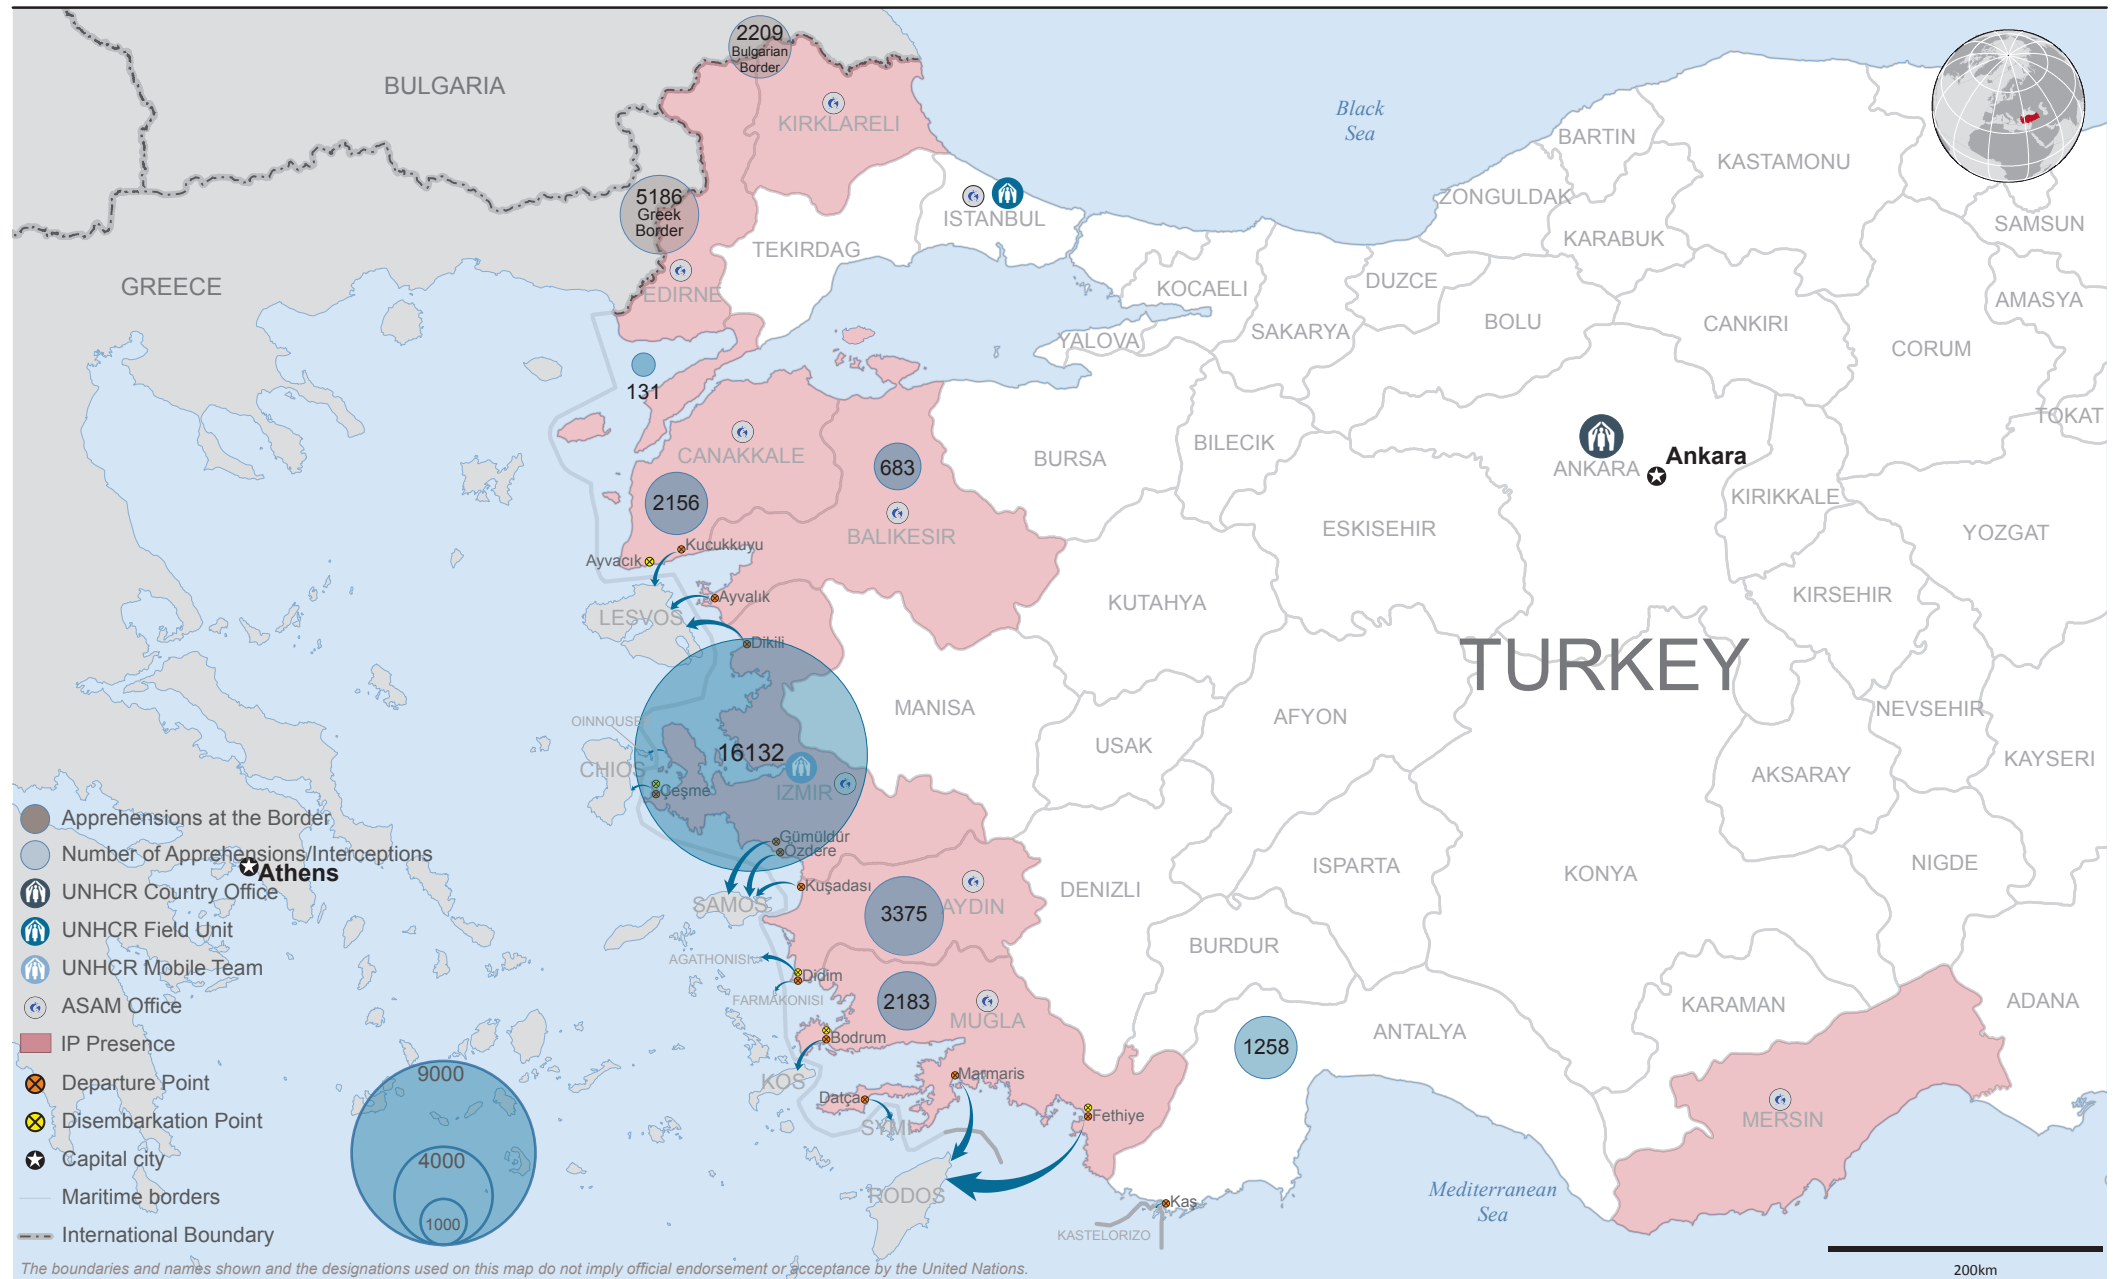 2209
Bulgarian
Border
BULGARIA
KIRKLARELI
Black
Sea
BARTIN
KASTAMONU
5186
Greek
Border
ISTANBUL
ZONGULDAK
SAMSUN
TEKIRDAG
KARABUK
GREECE
EDIRNE
KOCAELI
DUZCE
AMASYA
YALOVA
SAKARYA
BOLU
CANKIRI
CORUM
131
TOKAT
CANAKKALE
683
BURSA
BILECIK
ANKARA
Ankara
2156
KIRIKKALE
BALIKESIR
ESKISEHIR
YOZGAT
Kucukkuyu
Ayvacık
Ayvalık
LESVOS
KUTAHYA
KIRSEHIR
Dikili
TURKEY
MANISA
AFYON
NEVSEHIR
OINNOUSES
16132
USAK
KAYSERI
CHIOS
Çeşme
IZMIR
AKSARAY
Gümüldür
Özdere
ISPARTA
NIGDE
KONYA
Kuşadası
DENIZLI
SAMOS
3375
AYDIN
BURDUR
AGATHONISI
Didim
FARMAKONISI
2183
MUGLA
KARAMAN
ADANA
Bodrum
1258
ANTALYA
KOS
Marmaris
Datça
Fethiye
SYMI
MERSIN
RODOS
Kaş
Mediterranean
Sea
KASTELORIZO
Athens
Apprehensions at the Border
Number of Apprehensions/Interceptions
UNHCR Country Office
UNHCR Field Unit
UNHCR Mobile Team
ASAM Office
IP Presence
Departure Point
Disembarkation Point
Capital city
Maritime borders
International Boundary
9000
4000
1000
200km
The boundaries and names shown and the designations used on this map do not imply official endorsement or acceptance by the United Nations.